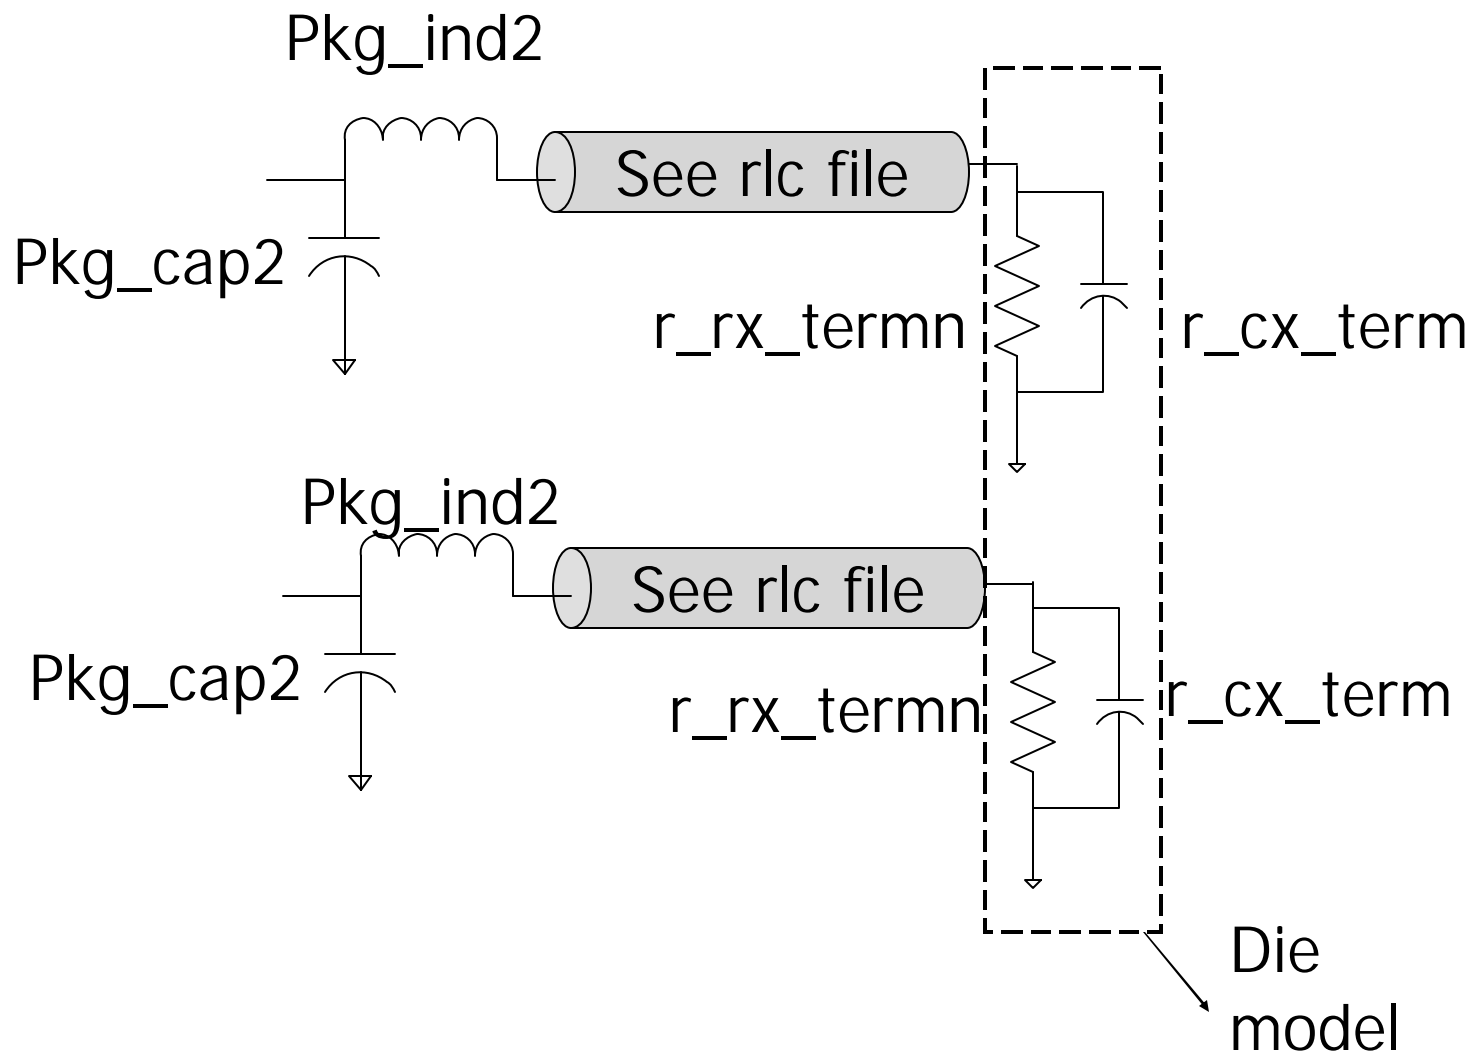 Pkg_ind2
See rlc file
Pkg_cap2
r_rx_termn
r_cx_term
Pkg_ind2
See rlc file
Pkg_cap2
r_rx_termn
r_cx_term
Die
model